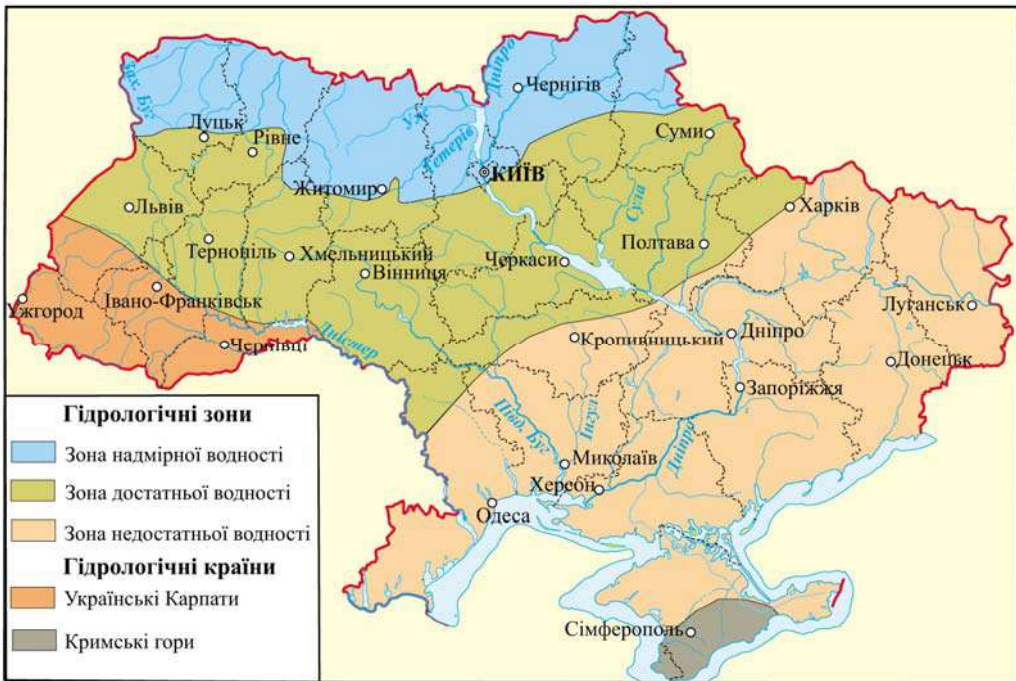 Зах. Буг
Дніпро
Чернігів
Луцьк
Рівне
Уж
Тетерів
Суми
Житомир
КИЇВ
Львів
Сула
Харків
Тернопіль
Хмельницький
Вінниця
Черкаси
Полтава
Ужгород
Івано-Франківськ
Луганськ
Чернівці
Дністер
Кропивницький
Дніпро
Донецьк
Запоріжжя
Півд. Буг
Інгул
Дніпро
Миколаїв
Херсон
Одеса
Сімферополь
Гідрологічні зони
Зона надмірної водності
Зона достатньої водності
Зона недостатньої водності
Гідрологічні країни
Українські Карпати
Кримські гори